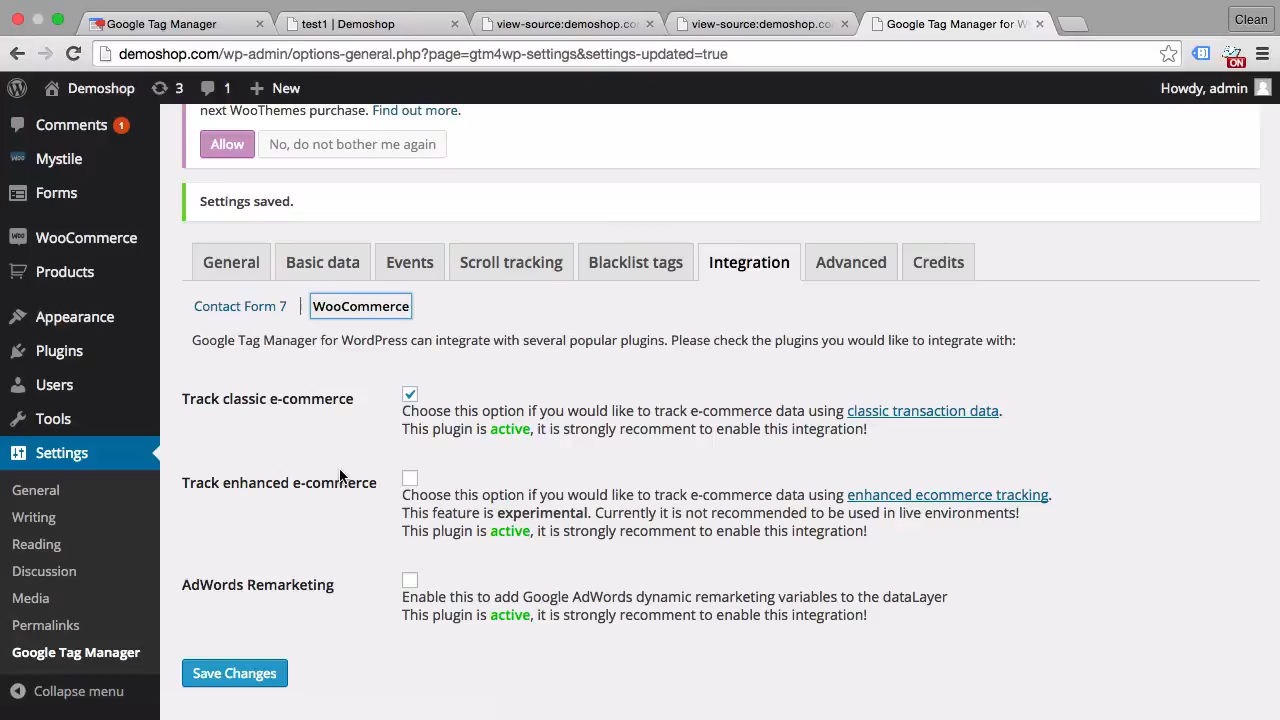 Google Tag Manager
test1 | Demoshop
view-source:demoshop.co
view-source:demoshop.co
Google Tag Manager for W
Clean
demoshop.com/wp-admin/options-general.php?page=gtm4wp-settings&settings-updated=true
ON
Demoshop
3
1
+ New
Howdy, admin
Comments 1
Mystile
Forms
WooCommerce
Products
Appearance
Plugins
Users
Tools
Settings
General
Writing
Reading
Discussion
Media
Permalinks
Google Tag Manager
Collapse menu
next WooThemes purchase. Find out more.
Allow
No, do not bother me again
Settings saved.
General
Basic data
Events
Scroll tracking
Blacklist tags
Integration
Advanced
Credits
Contact Form 7 | WooCommerce
Google Tag Manager for WordPress can integrate with several popular plugins. Please check the plugins you would like to integrate with:
Track classic e-commerce
Choose this option if you would like to track e-commerce data using classic transaction data.
This plugin is active, it is strongly recomment to enable this integration!
Track enhanced e-commerce
Choose this option if you would like to track e-commerce data using enhanced ecommerce tracking.
This feature is experimental. Currently it is not recommended to be used in live environments!
This plugin is active, it is strongly recomment to enable this integration!
AdWords Remarketing
Enable this to add Google AdWords dynamic remarketing variables to the dataLayer
This plugin is active, it is strongly recomment to enable this integration!
Save Changes